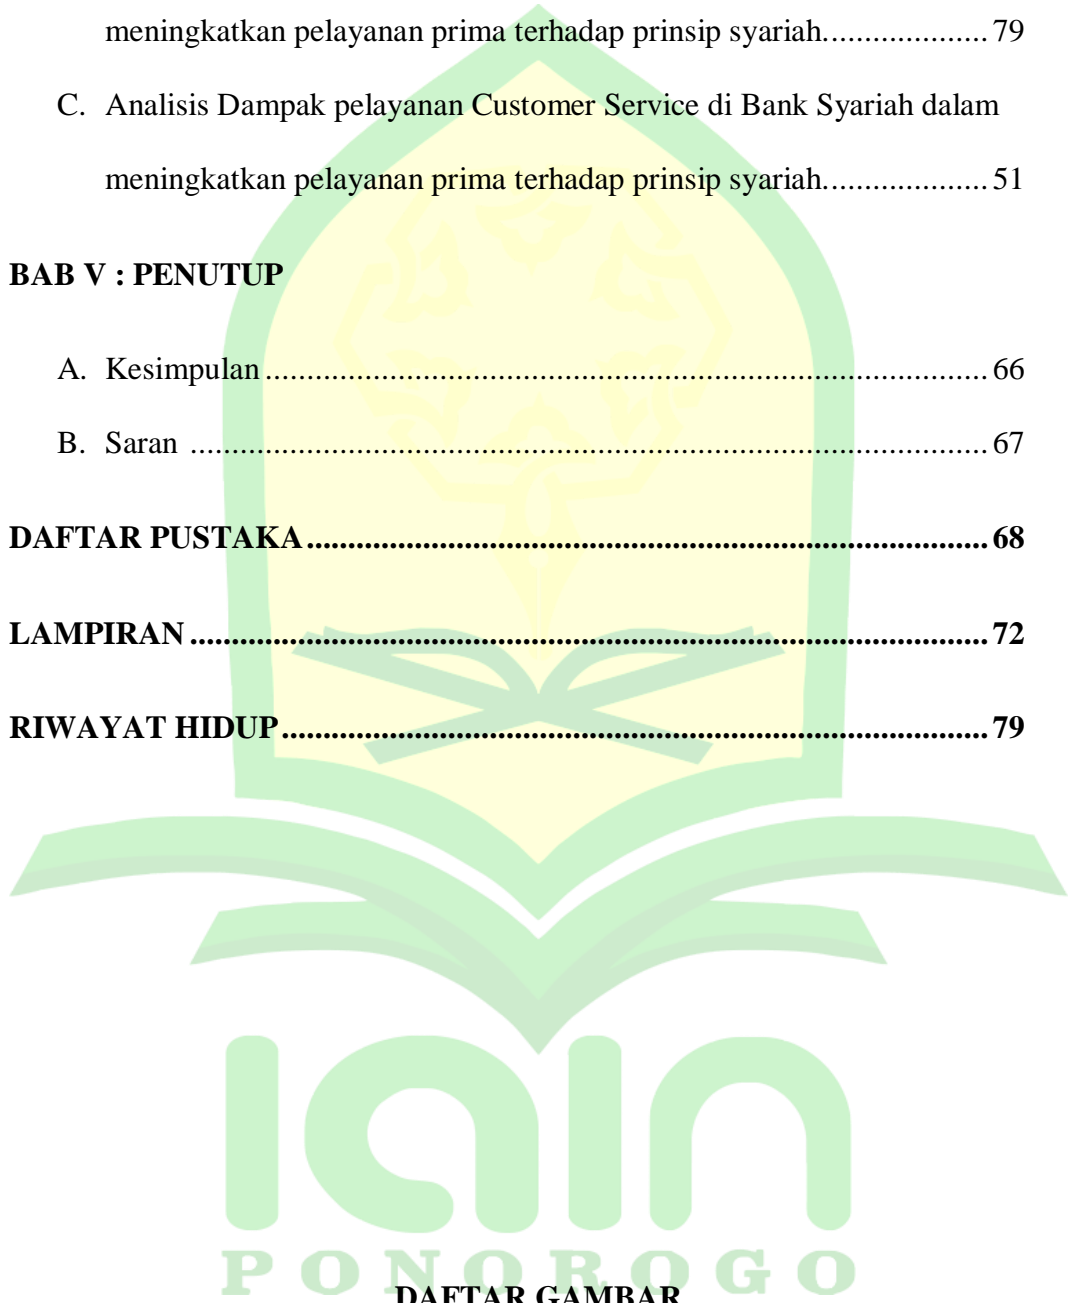 meningkatkan pelayanan prima terhadap prinsip syariah.................... 79
C. Analisis Dampak pelayanan Customer Service di Bank Syariah dalam
meningkatkan pelayanan prima terhadap prinsip syariah.................... 51
BAB V : PENUTUP
A. Kesimpulan ........................................................................................ 66
B. Saran ................................................................................................. 67
DAFTAR PUSTAKA .................................................................................. 68
LAMPIRAN ................................................................................................ 72
RIWAYAT HIDUP ..................................................................................... 79
iain
PONOROGO
DAFTAR GAMBAR